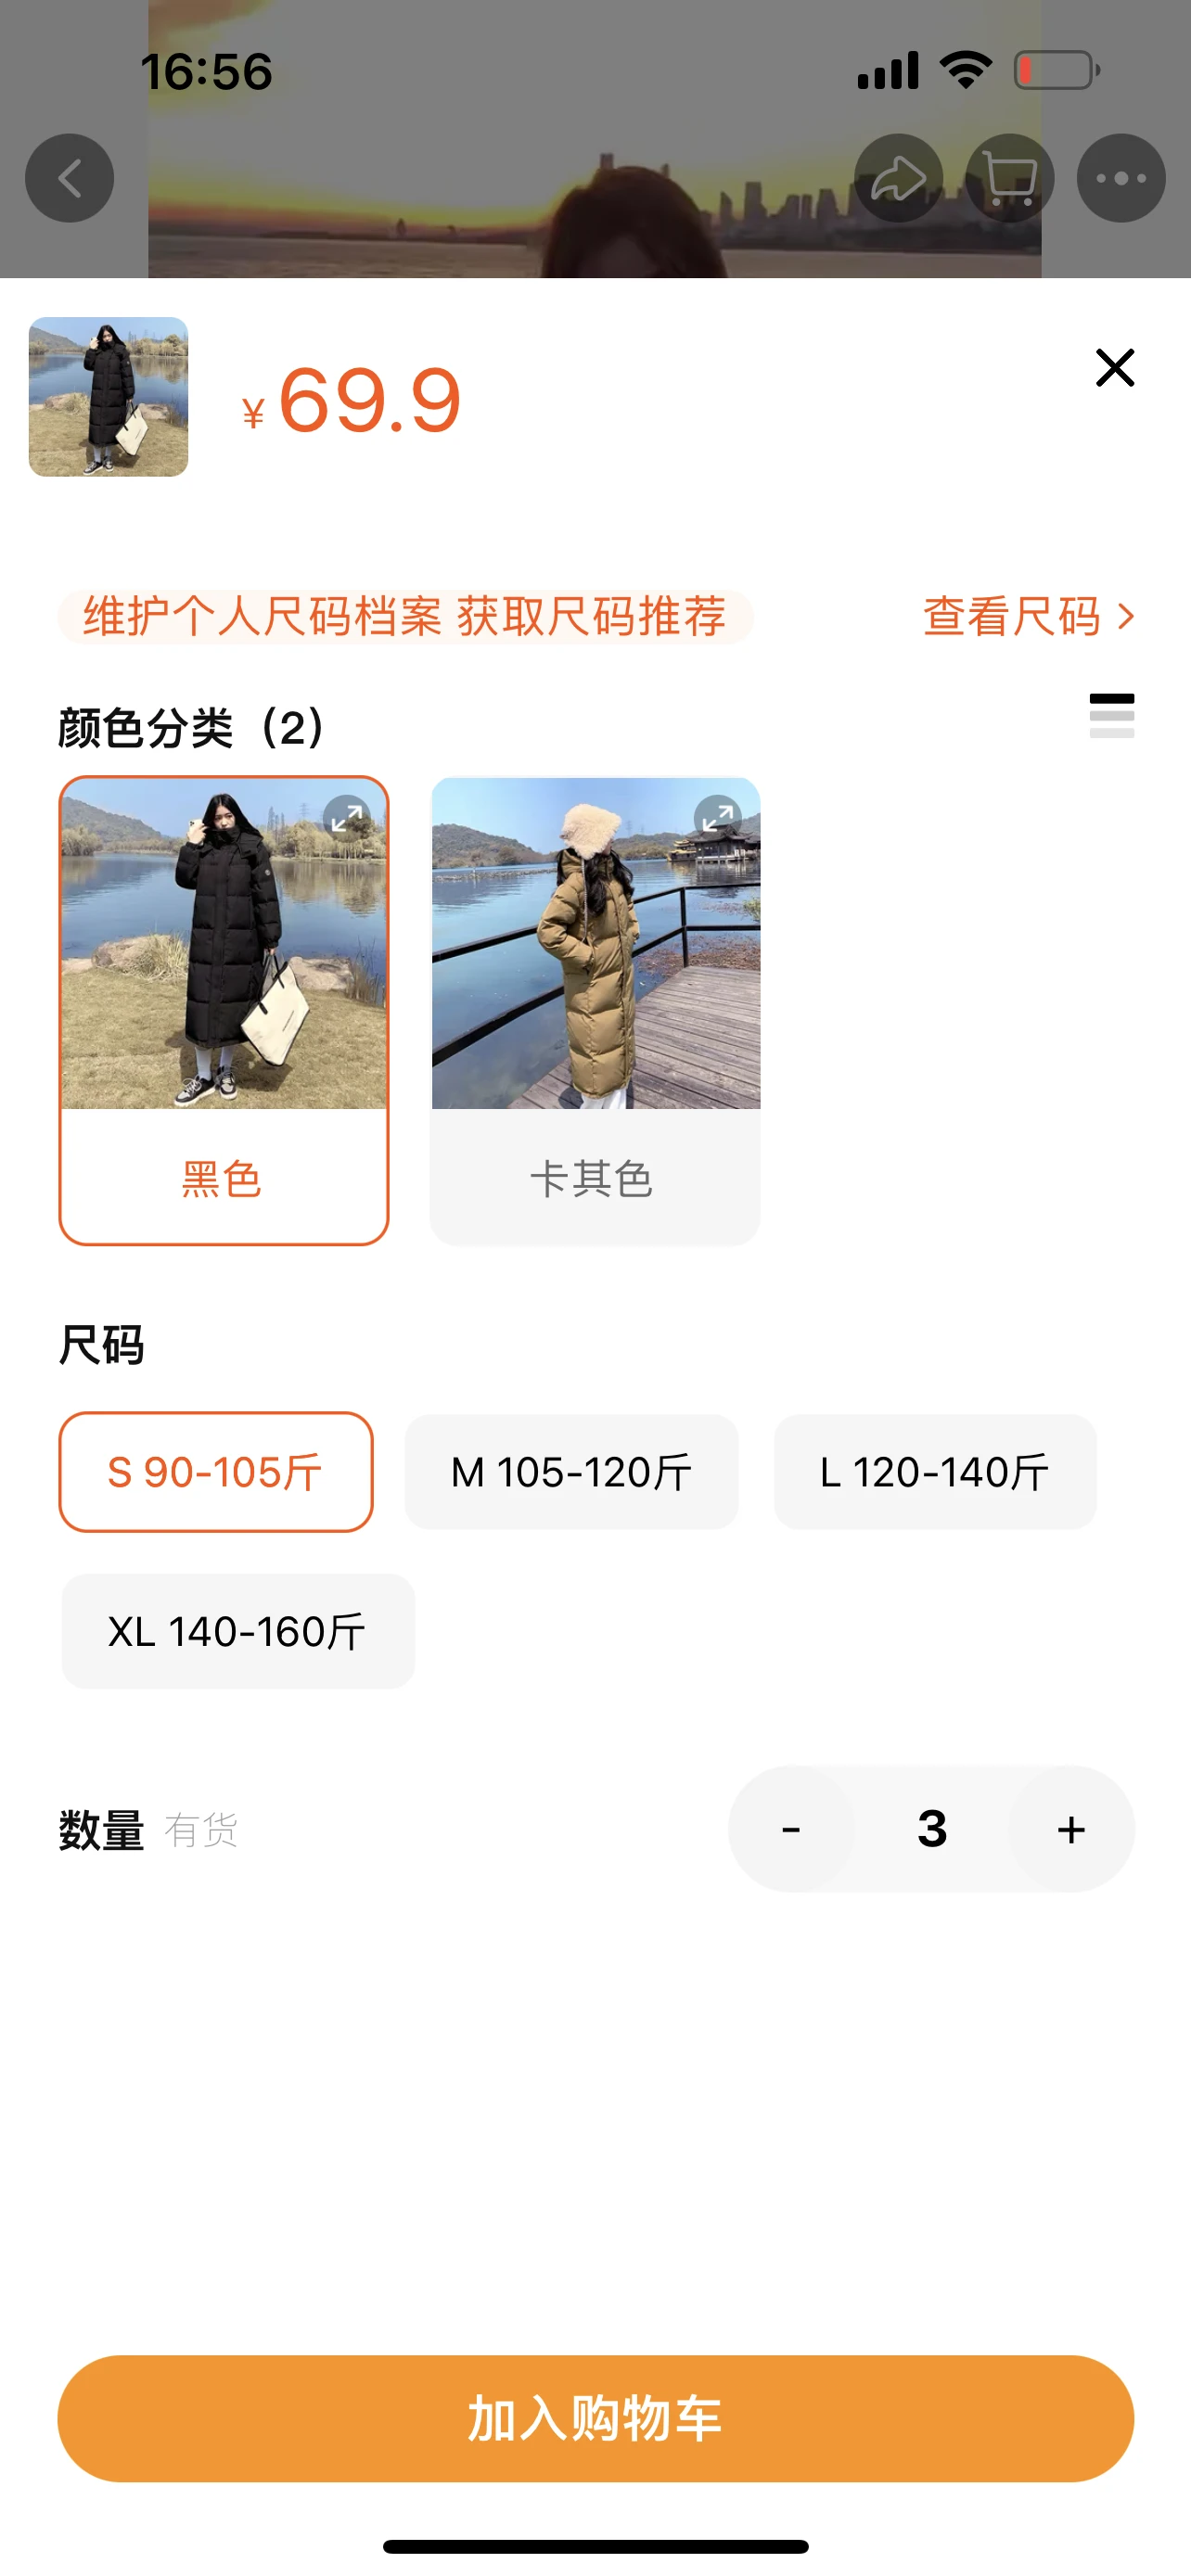 16:56
¥69.9
维护个人尺码档案 获取尺码推荐
查看尺码 >
颜色分类（2）
黑色
卡其色
尺码
S 90-105斤
M 105-120斤
L 120-140斤
XL 140-160斤
数量 有货
- 3 +
加入购物车